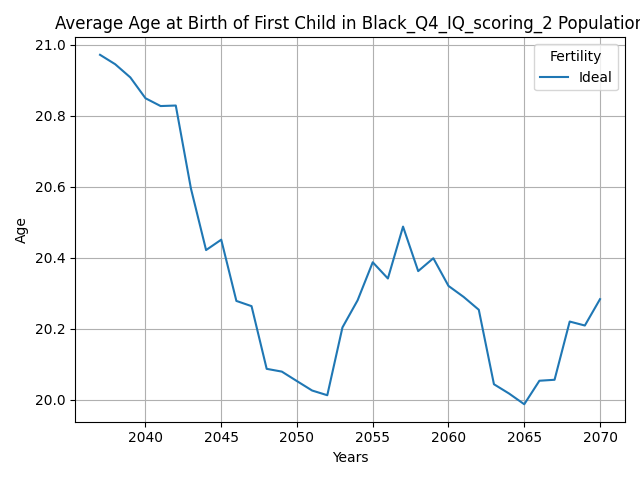 Average Age at Birth of First Child in Black_Q4_IQ_scoring_2 Population
21.0
20.8
20.6
20.4
20.2
20.0
Age
Fertility
Ideal
2040 2045 2050 2055 2060 2065 2070
Years